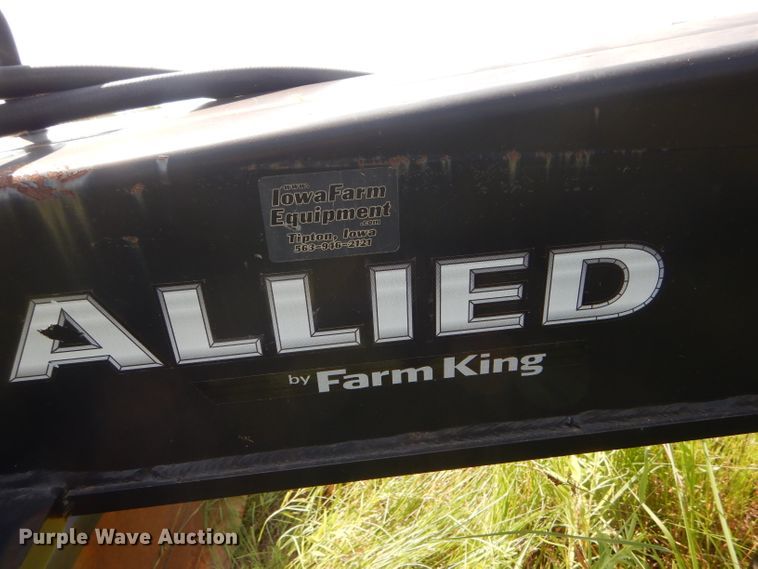 www.
IowaFarm
Equipment
.com
Tipton, Iowa
563-946-2121
ALLIED
by Farm King
Purple Wave Auction®